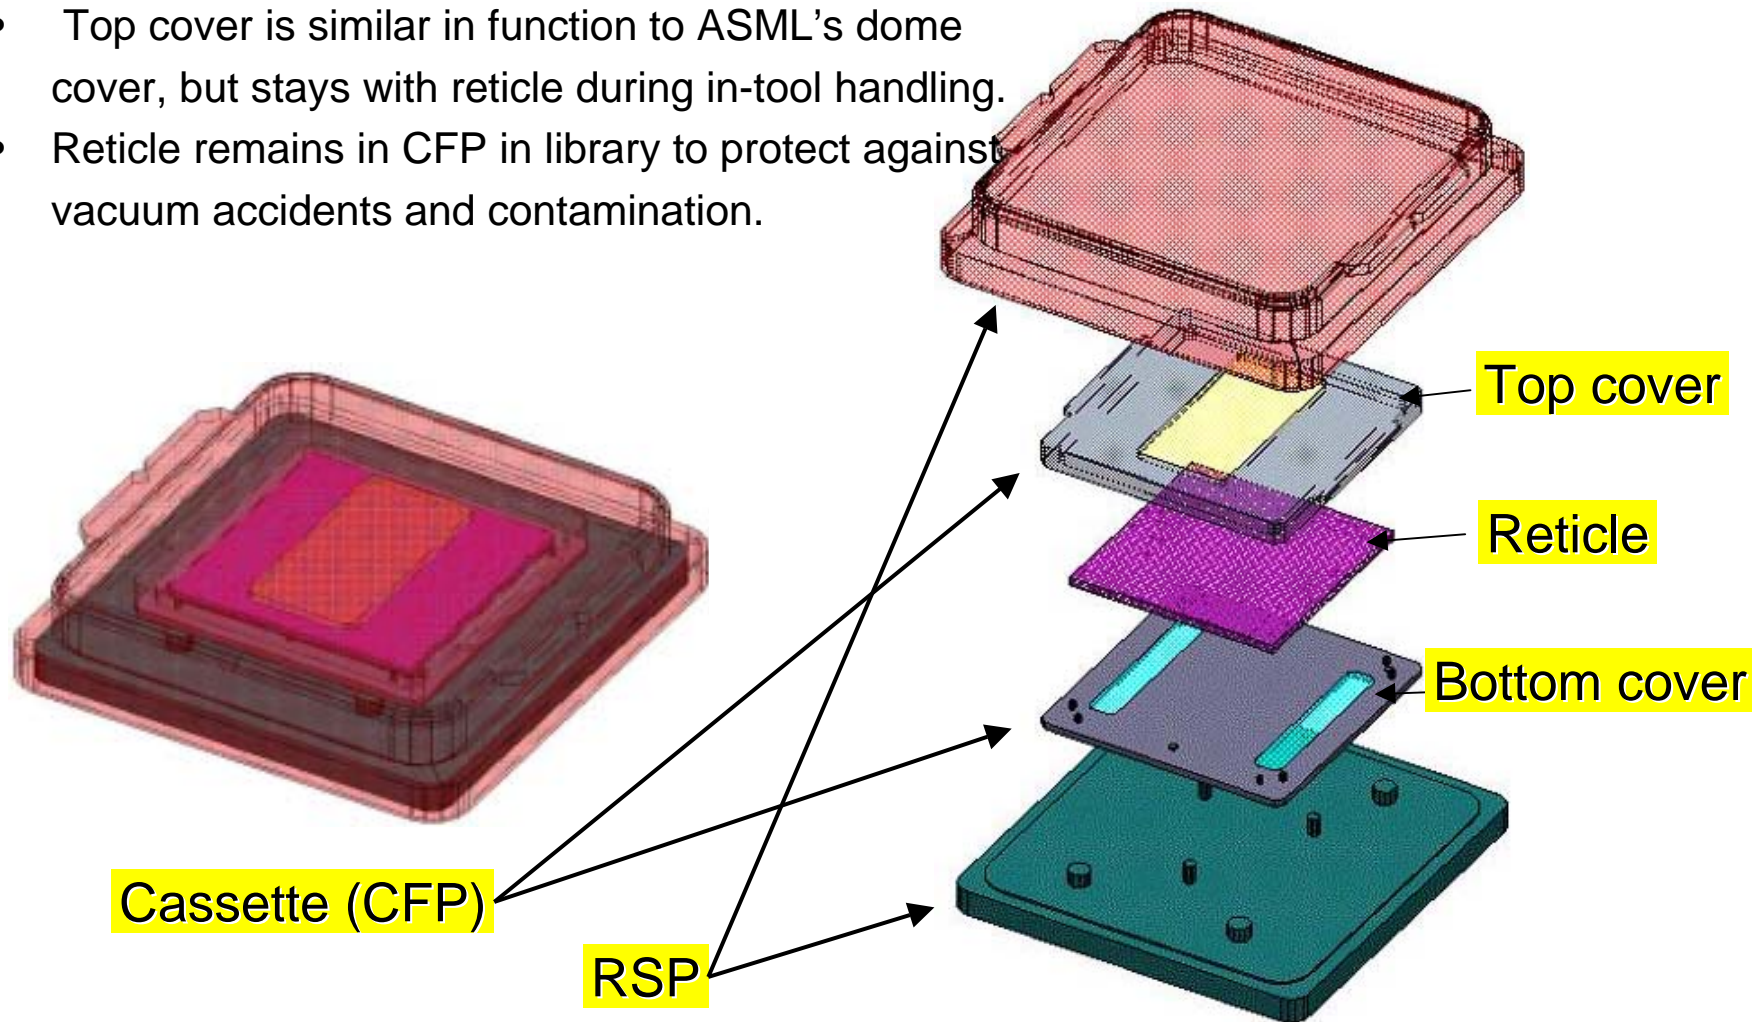 • Top cover is similar in function to ASML’s dome
cover, but stays with reticle during in-tool handling.
• Reticle remains in CFP in library to protect against
vacuum accidents and contamination.
Top cover
Reticle
Bottom cover
Cassette (CFP)
RSP